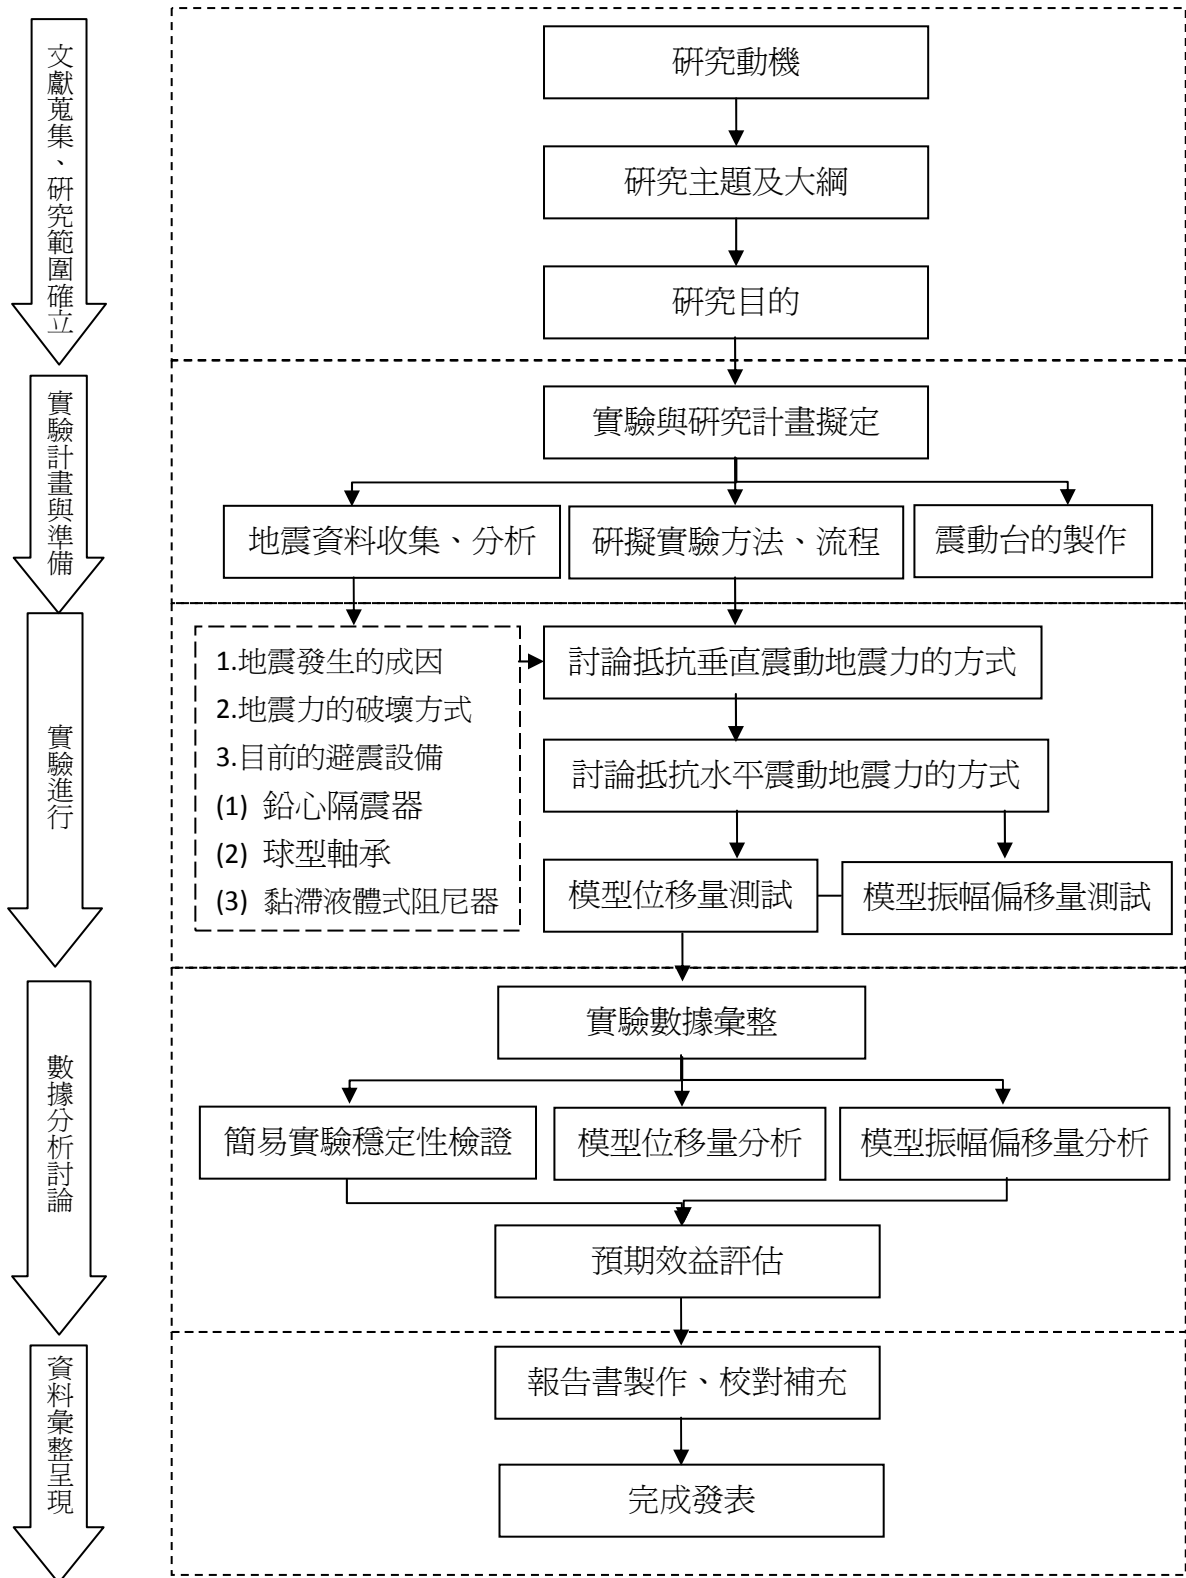 文獻蒐集、研究範圍確立
研究動機
研究主題及大綱
研究目的
實驗計畫與準備
實驗與研究計畫擬定
地震資料收集、分析
研擬實驗方法、流程
震動台的製作
實驗進行
1.地震發生的成因
2.地震力的破壞方式
3.目前的避震設備
(1) 鉛心隔震器
(2) 球型軸承
(3) 黏滯液體式阻尼器
討論抵抗垂直震動地震力的方式
討論抵抗水平震動地震力的方式
模型位移量測試
模型振幅偏移量測試
數據分析討論
實驗數據彙整
簡易實驗穩定性檢證
模型位移量分析
模型振幅偏移量分析
預期效益評估
資料彙整呈現
報告書製作、校對補充
完成發表